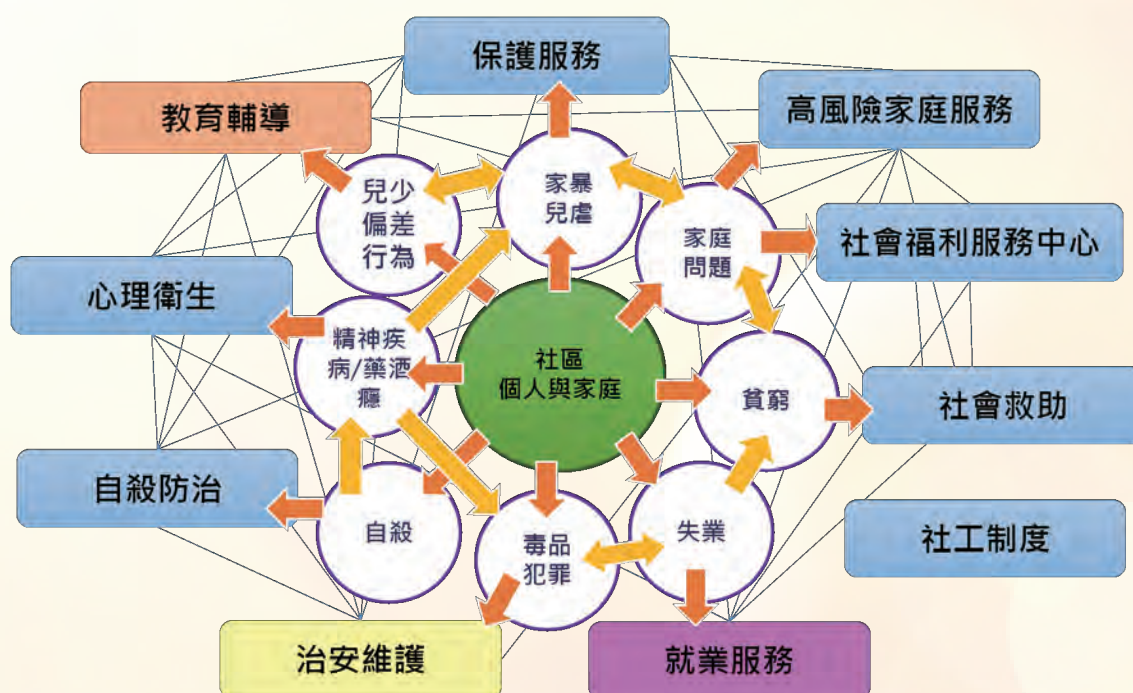 保護服務
教育輔導
高風險家庭服務
家暴
兒虐
兒少
偏差
行為
家庭
問題
社會福利服務中心
心理衛生
精神疾
病/藥酒
癮
社區
個人與家庭
貧窮
社會救助
自殺防治
自殺
毒品
犯罪
失業
社工制度
治安維護
就業服務